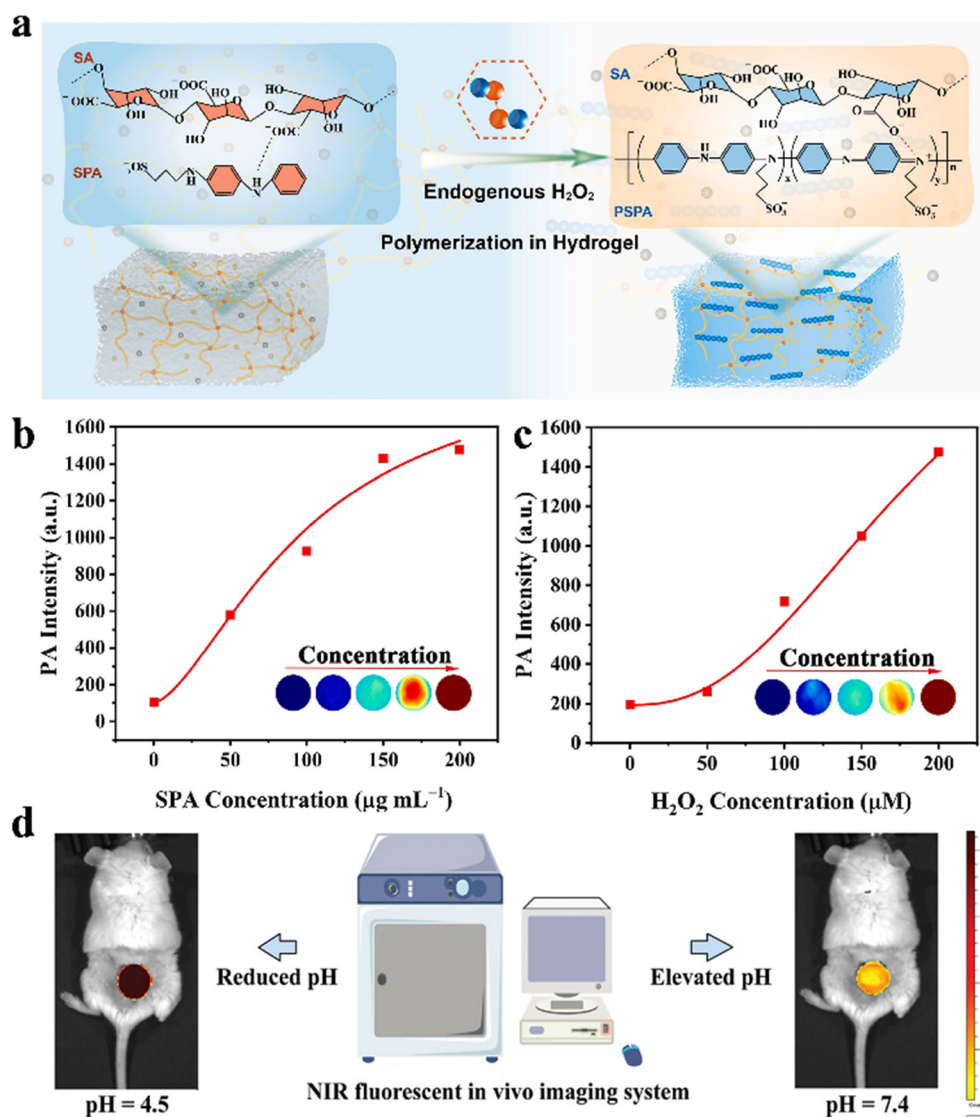 a
SA
SPA
Endogenous H₂O₂
Polymerization in Hydrogel
SA
PSPA
b
PA Intensity (a.u.)
1600
1400
1200
1000
800
600
400
200
0
Concentration
0 50 100 150 200
SPA Concentration (μg mL⁻¹)
c
PA Intensity (a.u.)
1600
1400
1200
1000
800
600
400
200
0
Concentration
0 50 100 150 200
H₂O₂ Concentration (μM)
d
Reduced pH
Elevated pH
pH = 4.5
NIR fluorescent in vivo imaging system
pH = 7.4